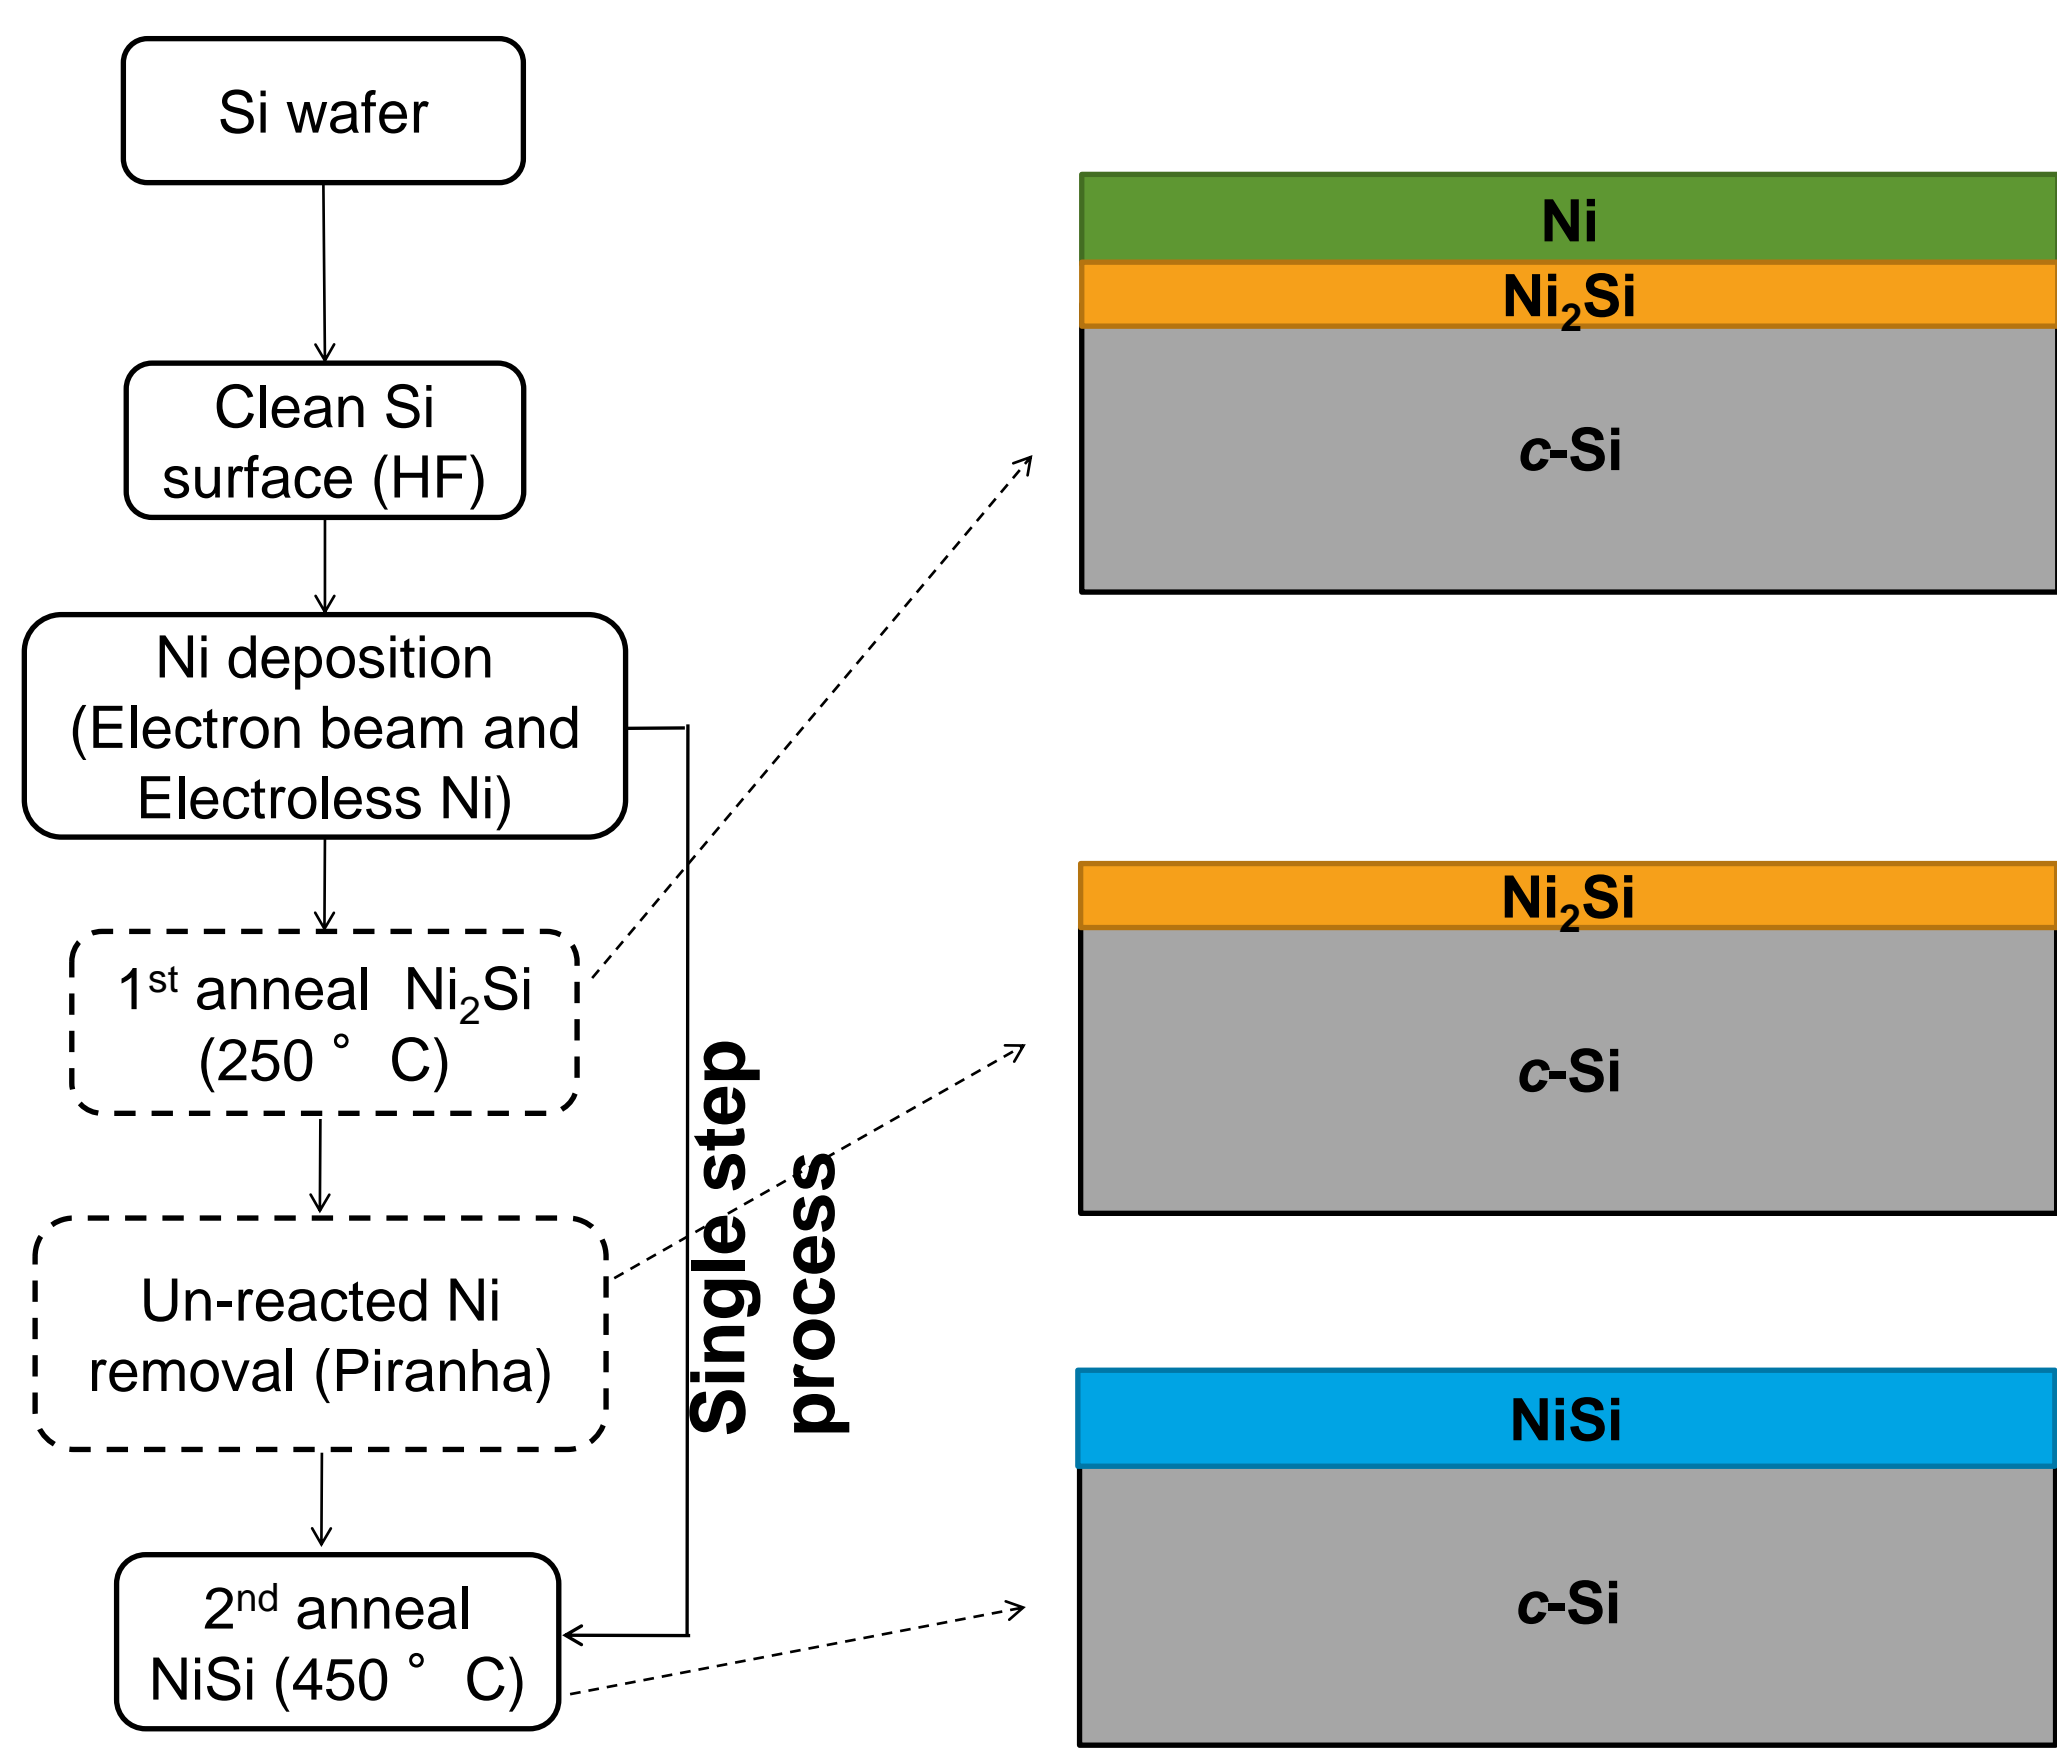 Si wafer
Clean Si
surface (HF)
Ni deposition
(Electron beam and
Electroless Ni)
1st anneal  Ni₂Si
(250 ° C)
Un-reacted Ni
removal (Piranha)
2nd anneal
NiSi (450 ° C)
Single step
process
Ni
Ni₂Si
c-Si
Ni₂Si
c-Si
NiSi
c-Si